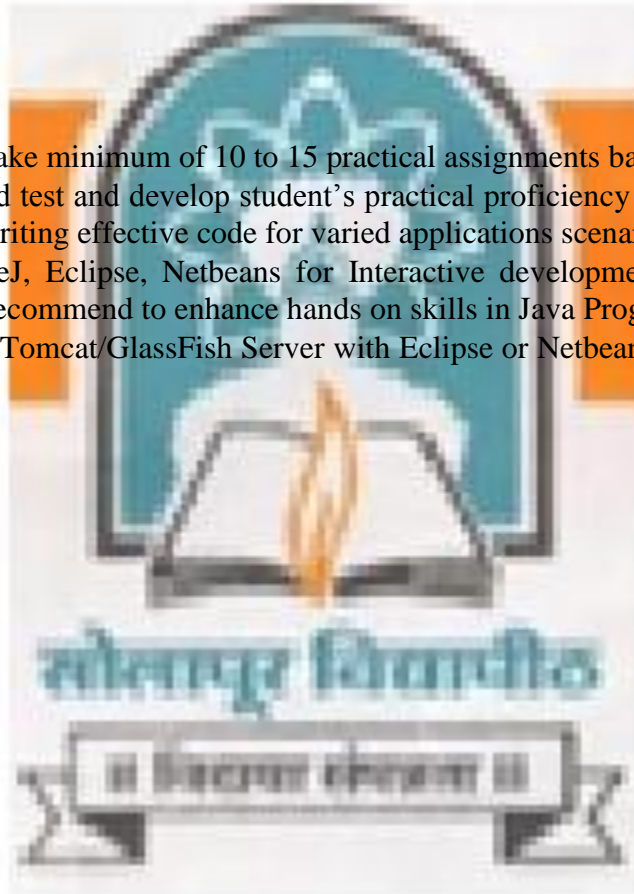 ake minimum of 10 to 15 practical assignments ba
d test and develop student's practical proficiency
riting effective code for varied applications scenar
eJ, Eclipse, Netbeans for Interactive developme
ecommend to enhance hands on skills in Java Prog
Tomcat/GlassFish Server with Eclipse or Netbean
सोलापूर विद्यापीठ